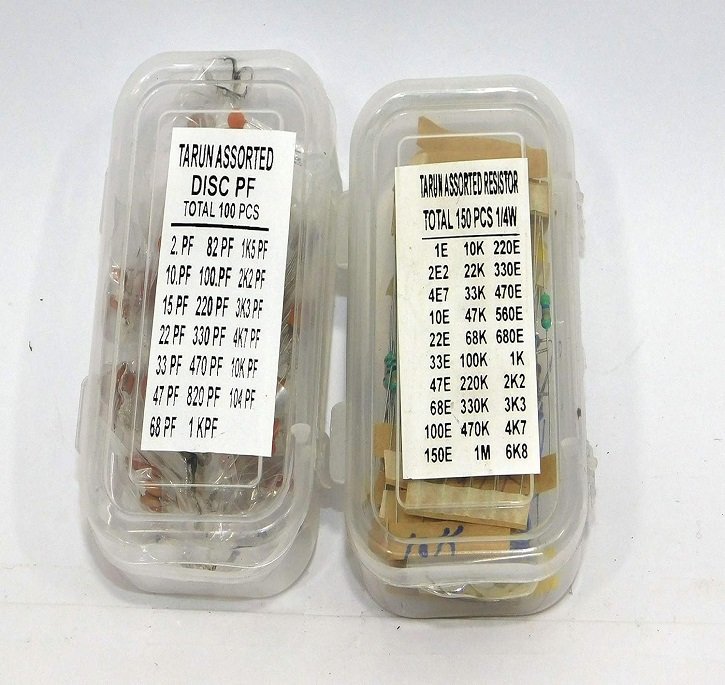 TARUN ASSORTED
DISC PF
TOTAL 100 PCS
2. PF 82 PF 1K5 PF
10.PF 100.PF 2K2 PF
15 PF 220 PF 3K3 PF
22 PF 330 PF 4K7 PF
33 PF 470 PF 10K PF
47 PF 820 PF 104 PF
68 PF 1 KPF
TARUN ASSORTED RESISTOR
TOTAL 150 PCS 1/4W
1E 10K 220E
2E2 22K 330E
4E7 33K 470E
10E 47K 560E
22E 68K 680E
33E 100K 1K
47E 220K 2K2
68E 330K 3K3
100E 470K 4K7
150E 1M 6K8